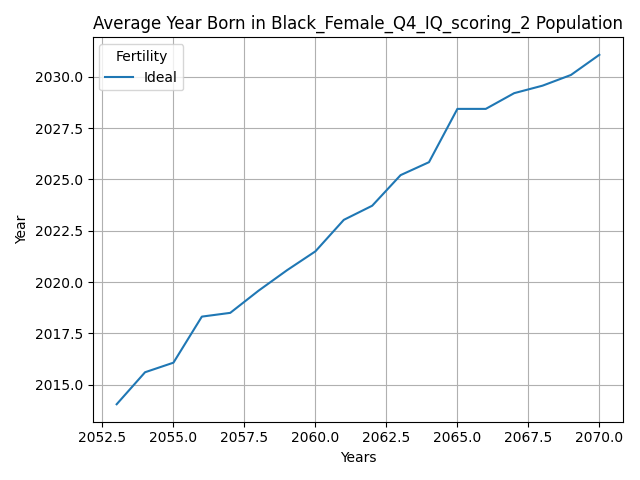 Average Year Born in Black_Female_Q4_IQ_scoring_2 Population
Fertility
Ideal
2030.0
2027.5
2025.0
2022.5
2020.0
2017.5
2015.0
Year
2052.5 2055.0 2057.5 2060.0 2062.5 2065.0 2067.5 2070.0
Years